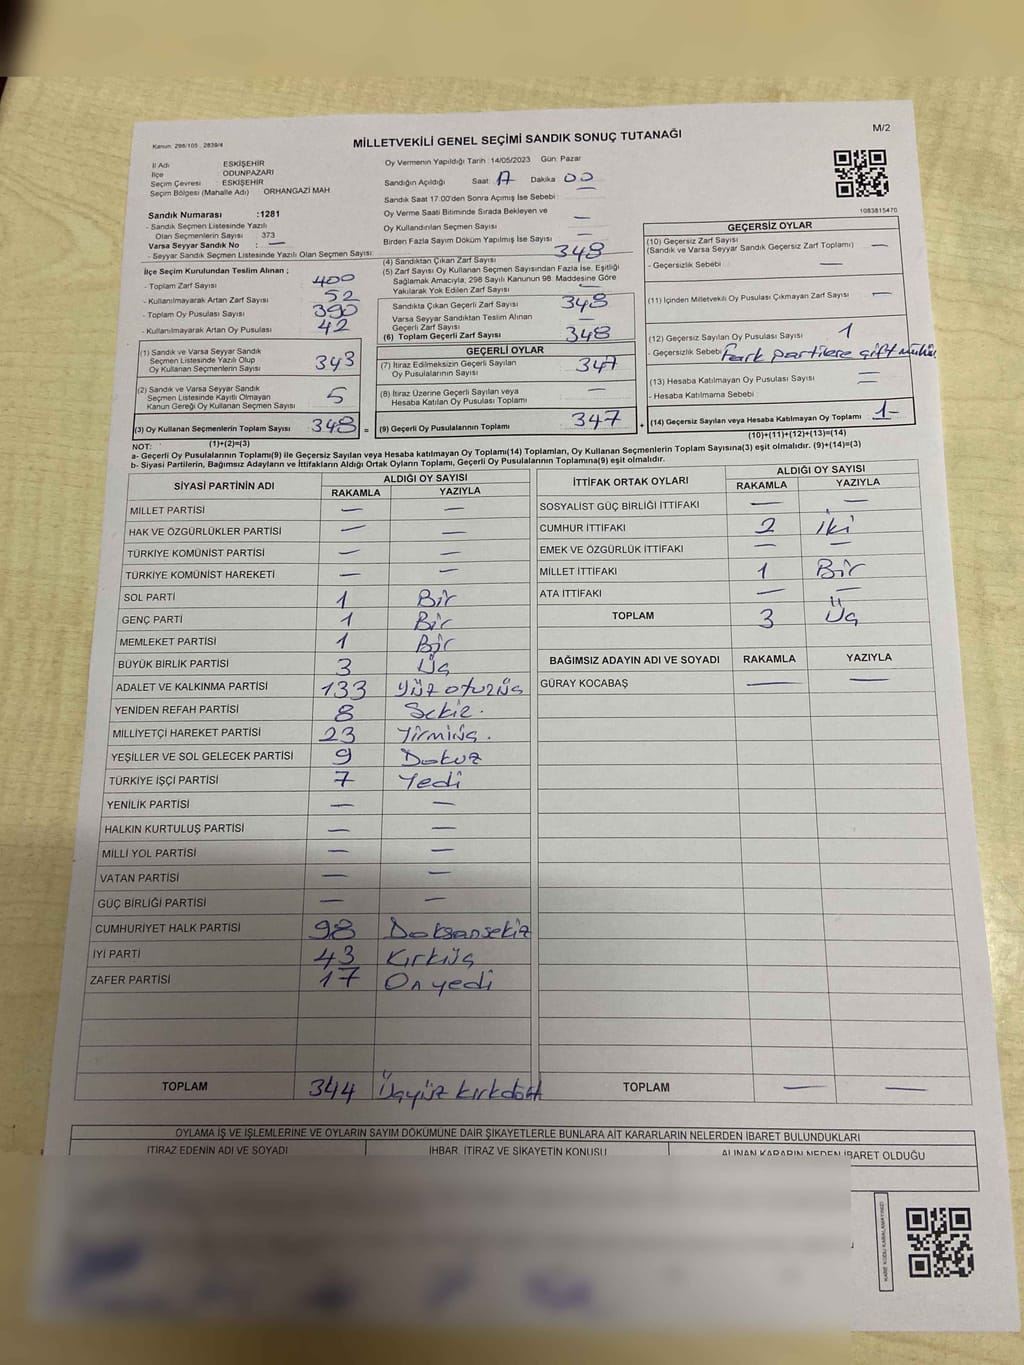 M/2
Kanun: 298/105 , 2839/4
MİLLETVEKİLİ GENEL SEÇİMİ SANDIK SONUÇ TUTANAĞI
İl Adı ESKİŞEHİR
İlçe ODUNPAZARI
Seçim Çevresi : ESKİŞEHİR
Seçim Bölgesi (Mahalle Adı) : ORHANGAZİ MAH
Sandık Numarası :1281
- Sandık Seçmen Listesinde Yazılı
Olan Seçmenlerin Sayısı : 373
Varsa Seyyar Sandık No : —
- Seyyar Sandık Seçmen Listesinde Yazılı Olan Seçmen Sayısı:
İlçe Seçim Kurulundan Teslim Alınan ;
- Toplam Zarf Sayısı 400
- Kullanılmayarak Artan Zarf Sayısı 52
- Toplam Oy Pusulası Sayısı 390
- Kullanılmayarak Artan Oy Pusulası 42
(1) Sandık ve Varsa Seyyar Sandık
Seçmen Listesinde Yazılı Olup
Oy Kullanan Seçmenlerin Sayısı 343
(2) Sandık ve Varsa Seyyar Sandık
Seçmen Listesinde Kayıtlı Olmayan
Kanun Gereği Oy Kullanan Seçmen Sayısı 5
(3) Oy Kullanan Seçmenlerin Toplam Sayısı 348 =
(1)+(2)=(3)
Oy Vermenin Yapıldığı Tarih : 14/05/2023 Gün: Pazar
Sandığın Açıldığı Saat: 17 Dakika : 00
Sandık Saat 17:00'den Sonra Açımış İse Sebebi : —
Oy Verme Saati Bitiminde Sırada Bekleyen ve
Oy Kullandırılan Seçmen Sayısı —
Birden Fazla Sayım Döküm Yapılmış İse Sayısı —
(4) Sandıktan Çıkan Zarf Sayısı 348
(5) Zarf Sayısı Oy Kullanan Seçmen Sayısından Fazla İse, Eşitliği
Sağlamak Amacıyla, 298 Sayılı Kanunun 98. Maddesine Göre
Yakılarak Yok Edilen Zarf Sayısı —
Sandıkta Çıkan Geçerli Zarf Sayısı 348
Varsa Seyyar Sandıktan Teslim Alınan
Geçerli Zarf Sayısı —
(6) Toplam Geçerli Zarf Sayısı 348
GEÇERLİ OYLAR
(7) İtiraz Edilmeksizin Geçerli Sayılan
Oy Pusulalarının Sayısı 347
(8) İtiraz Üzerine Geçerli Sayılan veya
Hesaba Katılan Oy Pusulası Toplamı —
(9) Geçerli Oy Pusulalarının Toplamı 347 +
1083815470
GEÇERSİZ OYLAR
(10) Geçersiz Zarf Sayısı
(Sandık ve Varsa Seyyar Sandık Geçersiz Zarf Toplamı) —
- Geçersizlik Sebebi —
(11) İçinden Milletvekili Oy Pusulası Çıkmayan Zarf Sayısı —
(12) Geçersiz Sayılan Oy Pusulası Sayısı 1
- Geçersizlik Sebebi Fark partilere çift mühür
(13) Hesaba Katılmayan Oy Pusulası Sayısı —
- Hesaba Katılmama Sebebi —
(14) Geçersiz Sayılan veya Hesaba Katılmayan Oy Toplamı 1-
(10)+(11)+(12)+(13)=(14)
NOT:
a- Geçerli Oy Pusulalarının Toplamı(9) ile Geçersiz Sayılan veya Hesaba katılmayan Oy Toplamı(14) Toplamları, Oy Kullanan Seçmenlerin Toplam Sayısına(3) eşit olmalıdır. (9)+(14)=(3)
b- Siyasi Partilerin, Bağımsız Adayların ve İttifakların Aldığı Ortak Oyların Toplamı, Geçerli Oy Pusulalarının Toplamına(9) eşit olmalıdır.
SİYASİ PARTİNİN ADI ALDIĞI OY SAYISI
RAKAMLA YAZIYLA
MİLLET PARTİSİ — —
HAK VE ÖZGÜRLÜKLER PARTİSİ — —
TÜRKİYE KOMÜNİST PARTİSİ — —
TÜRKİYE KOMÜNİST HAREKETİ — —
SOL PARTİ 1 Bir
GENÇ PARTİ 1 Bir
MEMLEKET PARTİSİ 1 Bir
BÜYÜK BİRLİK PARTİSİ 3 Üç
ADALET VE KALKINMA PARTİSİ 133 Yüz otuzüç
YENİDEN REFAH PARTİSİ 8 Sekiz.
MİLLİYETÇİ HAREKET PARTİSİ 23 Yirmiüç.
YEŞİLLER VE SOL GELECEK PARTİSİ 9 Dokuz
TÜRKİYE İŞÇİ PARTİSİ 7 Yedi
YENİLİK PARTİSİ — —
HALKIN KURTULUŞ PARTİSİ — —
MİLLİ YOL PARTİSİ — —
VATAN PARTİSİ — —
GÜÇ BİRLİĞİ PARTİSİ — —
CUMHURİYET HALK PARTİSİ 98 Doksansekiz
İYİ PARTİ 43 Kırküç
ZAFER PARTİSİ 17 Onyedi
TOPLAM 344 Üçyüz kırkdört
İTTİFAK ORTAK OYLARI ALDIĞI OY SAYISI
RAKAMLA YAZIYLA
SOSYALİST GÜÇ BİRLİĞİ İTTİFAKI — —
CUMHUR İTTİFAKI 2 İki
EMEK VE ÖZGÜRLÜK İTTİFAKI — —
MİLLET İTTİFAKI 1 Bir
ATA İTTİFAKI — —
TOPLAM 3 Üç
BAĞIMSIZ ADAYIN ADI VE SOYADI RAKAMLA YAZIYLA
GÜRAY KOCABAŞ — —
TOPLAM — —
OYLAMA İŞ VE İŞLEMLERİNE VE OYLARIN SAYIM DÖKÜMÜNE DAİR ŞİKAYETLERLE BUNLARA AİT KARARLARIN NELERDEN İBARET BULUNDUKLARI
İTİRAZ EDENİN ADI VE SOYADI İHBAR, İTİRAZ VE ŞİKAYETİN KONUSU ALINAN KARARIN NEDEN İBARET OLDUĞU
KARE KODU KARALAMAYINIZ!